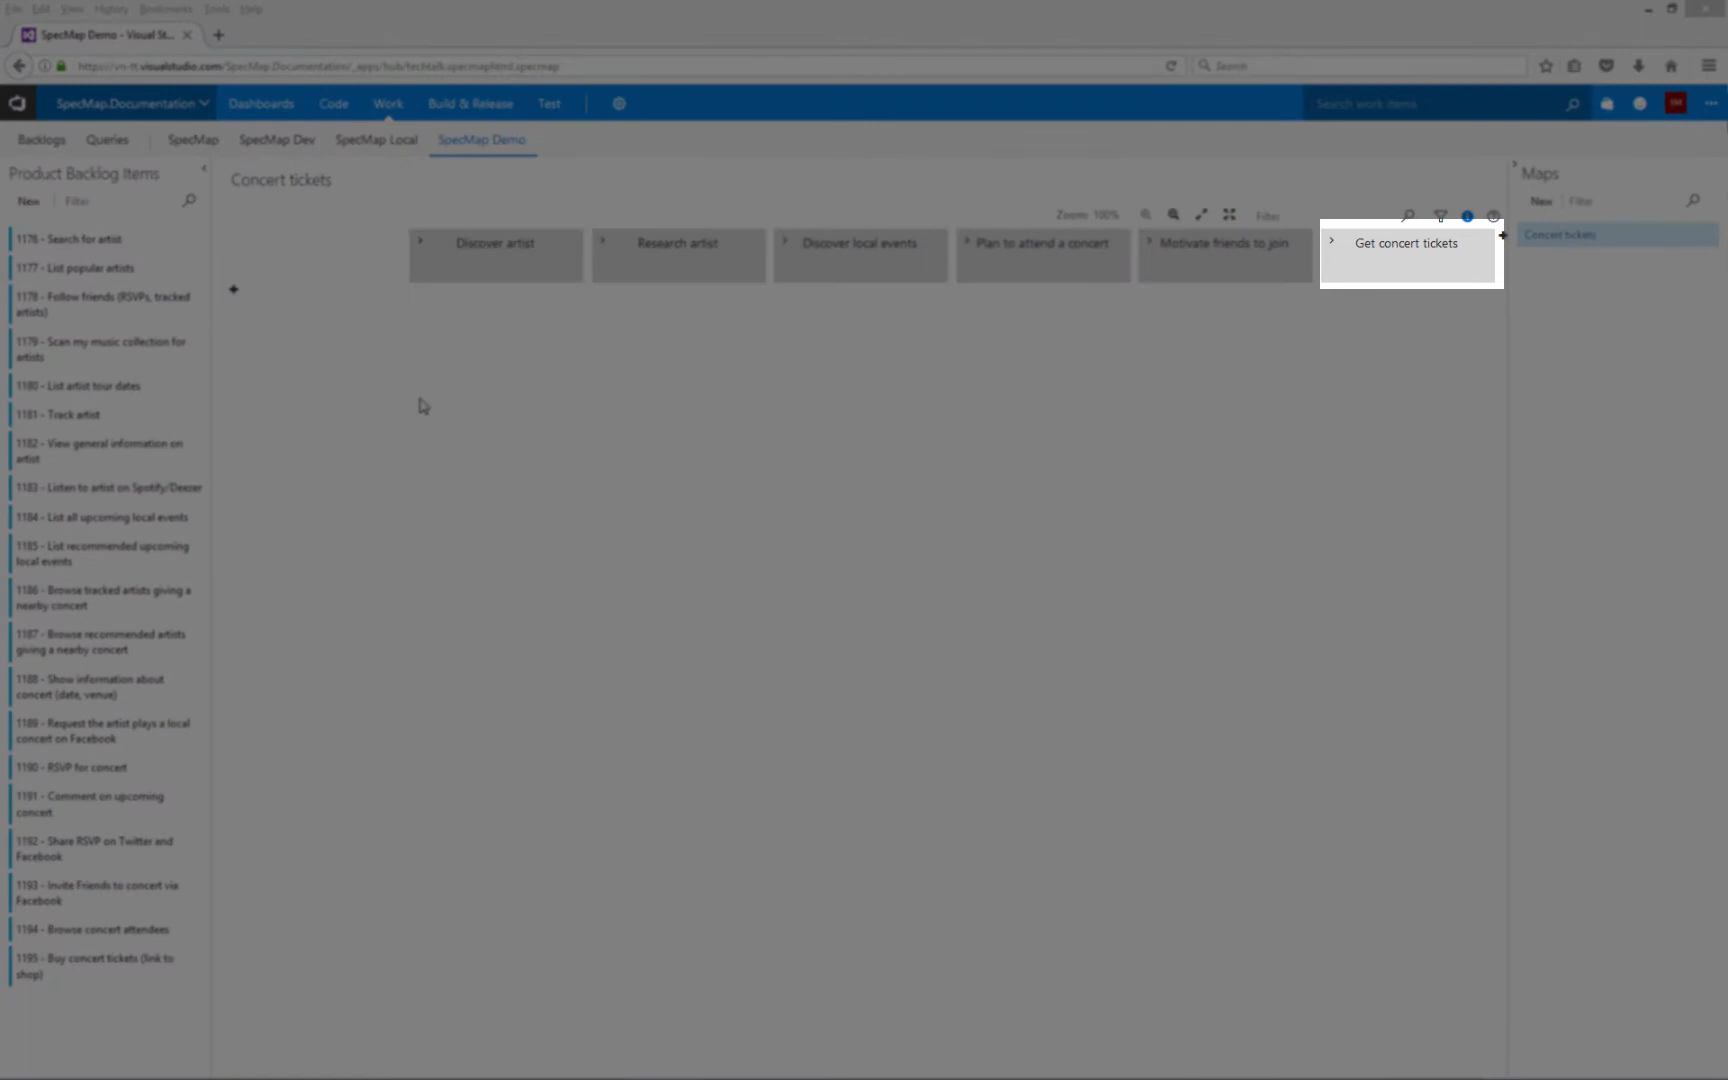 File Edit View History Bookmarks Tools Help
SpecMap Demo - Visual St...
https://vn-tt.visualstudio.com/SpecMap.Documentation/_apps/hub/techtalk.specmaphtml.specmap
Search
SpecMap.Documentation Dashboards Code Work Build & Release Test
Search work items
Backlogs Queries SpecMap SpecMap Dev SpecMap Local SpecMap Demo
Product Backlog Items
New Filter
1176 - Search for artist
1177 - List popular artists
1178 - Follow friends (RSVPs, tracked
artists)
1179 - Scan my music collection for
artists
1180 - List artist tour dates
1181 - Track artist
1182 - View general information on
artist
1183 - Listen to artist on Spotify/Deezer
1184 - List all upcoming local events
1185 - List recommended upcoming
local events
1186 - Browse tracked artists giving a
nearby concert
1187 - Browse recommended artists
giving a nearby concert
1188 - Show information about
concert (date, venue)
1189 - Request the artist plays a local
concert on Facebook
1190 - RSVP for concert
1191 - Comment on upcoming
concert
1192 - Share RSVP on Twitter and
Facebook
1193 - Invite Friends to concert via
Facebook
1194 - Browse concert attendees
1195 - Buy concert tickets (link to
shop)
Concert tickets
Zoom: 100%
Filter
Discover artist
Research artist
Discover local events
Plan to attend a concert
Motivate friends to join
Get concert tickets
Maps
New Filter
Concert tickets